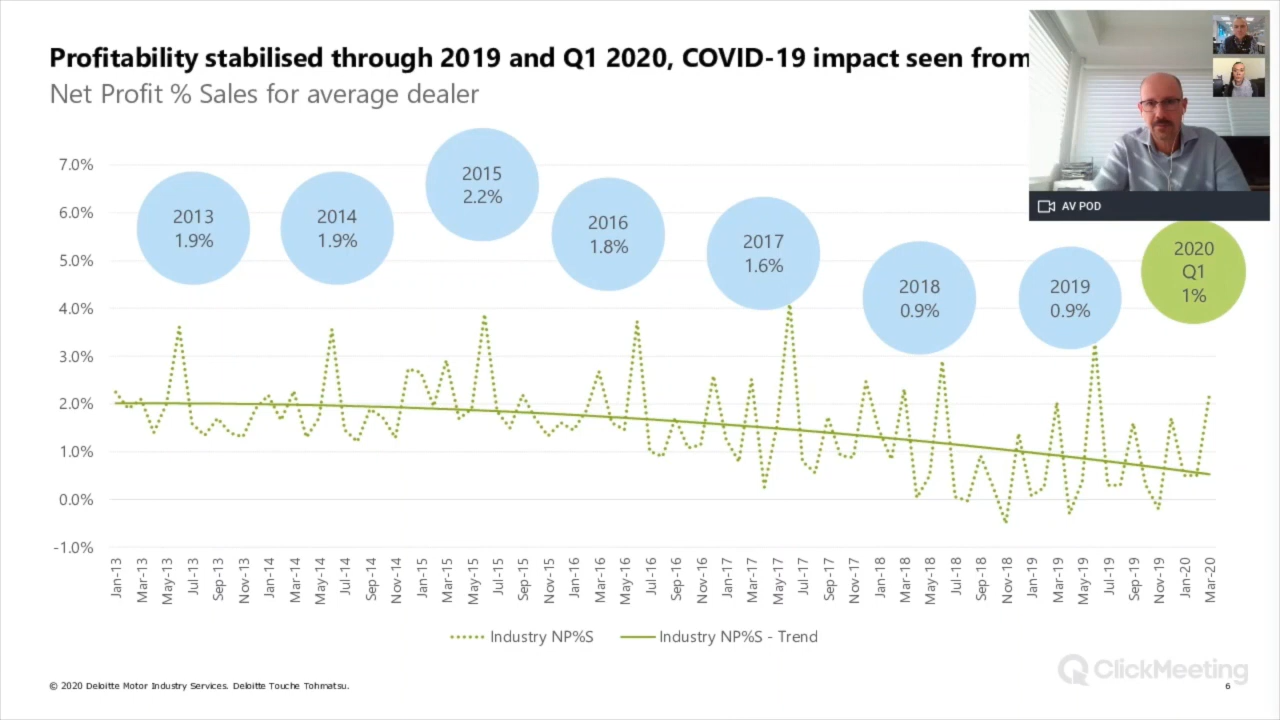 Profitability stabilised through 2019 and Q1 2020, COVID-19 impact seen from
Net Profit % Sales for average dealer
AV POD
2013
1.9%
2014
1.9%
2015
2.2%
2016
1.8%
2017
1.6%
2018
0.9%
2019
0.9%
2020
Q1
1%
7.0%
6.0%
5.0%
4.0%
3.0%
2.0%
1.0%
0.0%
-1.0%
Jan-13
Mar-13
May-13
Jul-13
Sep-13
Nov-13
Jan-14
Mar-14
May-14
Jul-14
Sep-14
Nov-14
Jan-15
Mar-15
May-15
Jul-15
Sep-15
Nov-15
Jan-16
Mar-16
May-16
Jul-16
Sep-16
Nov-16
Jan-17
Mar-17
May-17
Jul-17
Sep-17
Nov-17
Jan-18
Mar-18
May-18
Jul-18
Sep-18
Nov-18
Jan-19
Mar-19
May-19
Jul-19
Sep-19
Nov-19
Jan-20
Mar-20
Industry NP%S
Industry NP%S - Trend
ClickMeeting
© 2020 Deloitte Motor Industry Services. Deloitte Touche Tohmatsu.
6